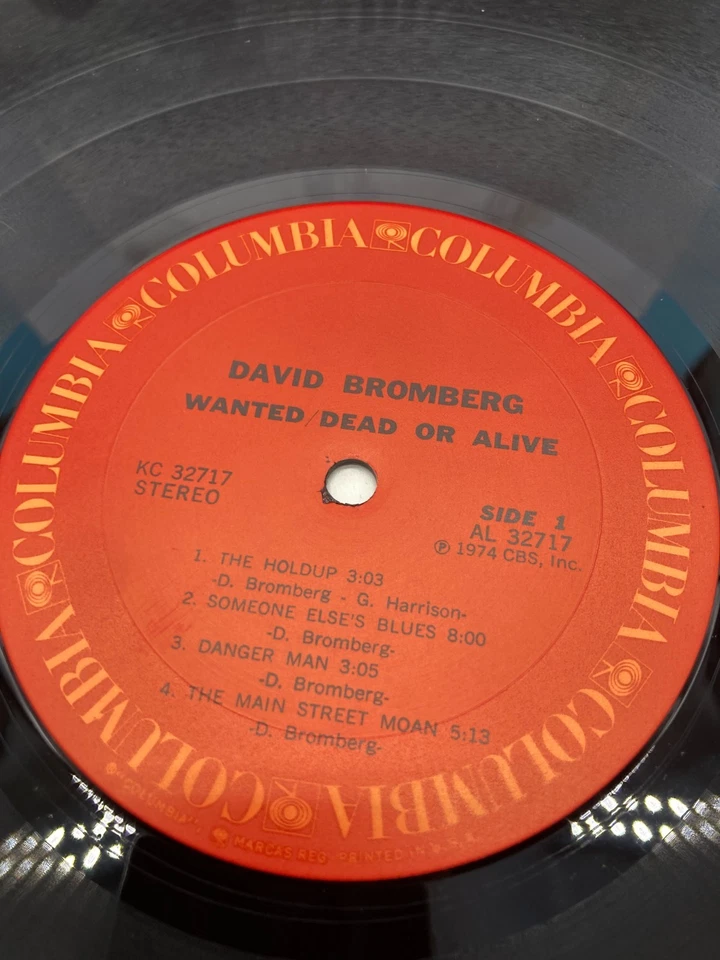 COLUMBIA COLUMBIA COLUMBIA COLUMBIA COLUMBIA COLUMBIA
DAVID BROMBERG
WANTED/DEAD OR ALIVE
KC 32717
STEREO
SIDE 1
AL 32717
Ⓟ 1974 CBS, Inc.
1. THE HOLDUP 3:03
-D. Bromberg - G. Harrison-
2. SOMEONE ELSE'S BLUES 8:00
-D. Bromberg-
3. DANGER MAN 3:05
-D. Bromberg-
4. THE MAIN STREET MOAN 5:13
-D. Bromberg-
"COLUMBIA", MARCAS REG. PRINTED IN